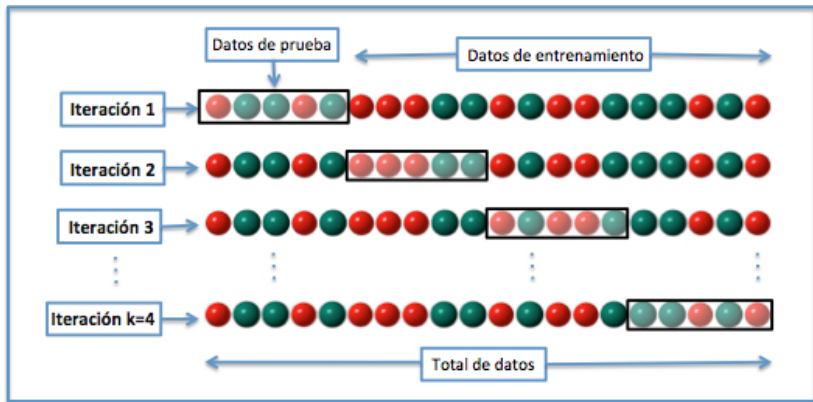 Datos de prueba
Datos de entrenamiento
Iteración 1
Iteración 2
Iteración 3
Iteración k=4
Total de datos